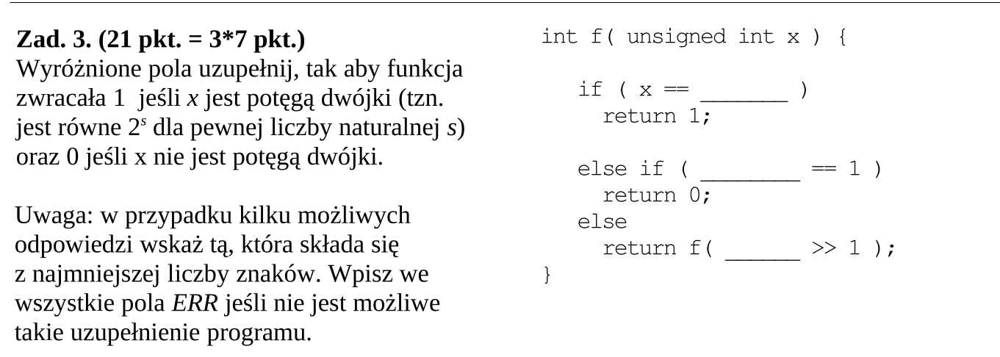 Zad. 3. (21 pkt. = 3*7 pkt.)
Wyróżnione pola uzupełnij, tak aby funkcja
zwracała 1 jeśli x jest potęgą dwójki (tzn.
jest równe 2ˢ dla pewnej liczby naturalnej s)
oraz 0 jeśli x nie jest potęgą dwójki.
Uwaga: w przypadku kilku możliwych
odpowiedzi wskaż tą, która składa się
z najmniejszej liczby znaków. Wpisz we
wszystkie pola ERR jeśli nie jest możliwe
takie uzupełnienie programu.
int f( unsigned int x ) {
if ( x == _______ )
return 1;
else if ( ________ == 1 )
return 0;
else
return f( ______ >> 1 );
}